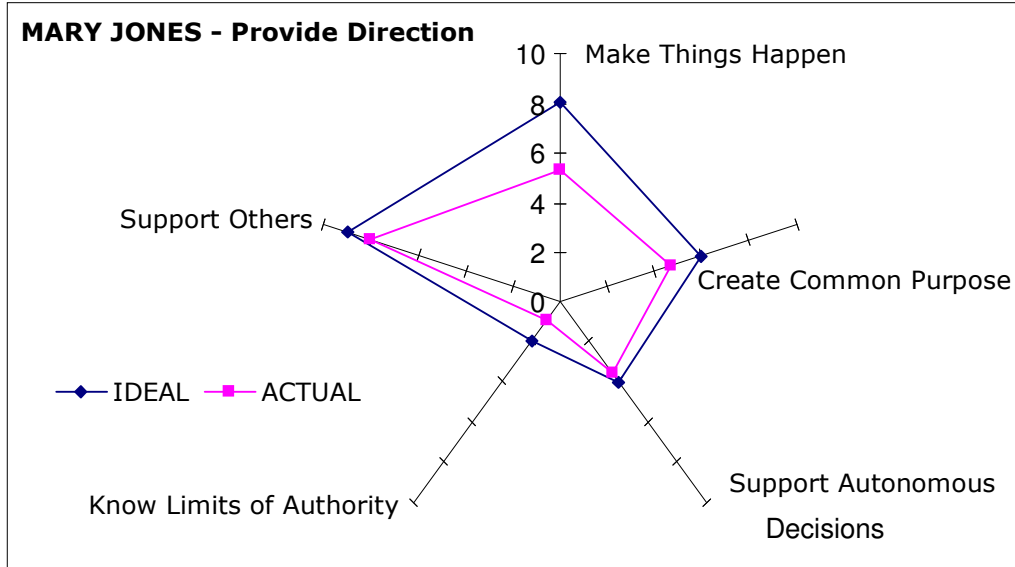 MARY JONES - Provide Direction
10
Make Things Happen
8
6
4
2
0
Support Others
Create Common Purpose
IDEAL
ACTUAL
Know Limits of Authority
Support Autonomous
Decisions